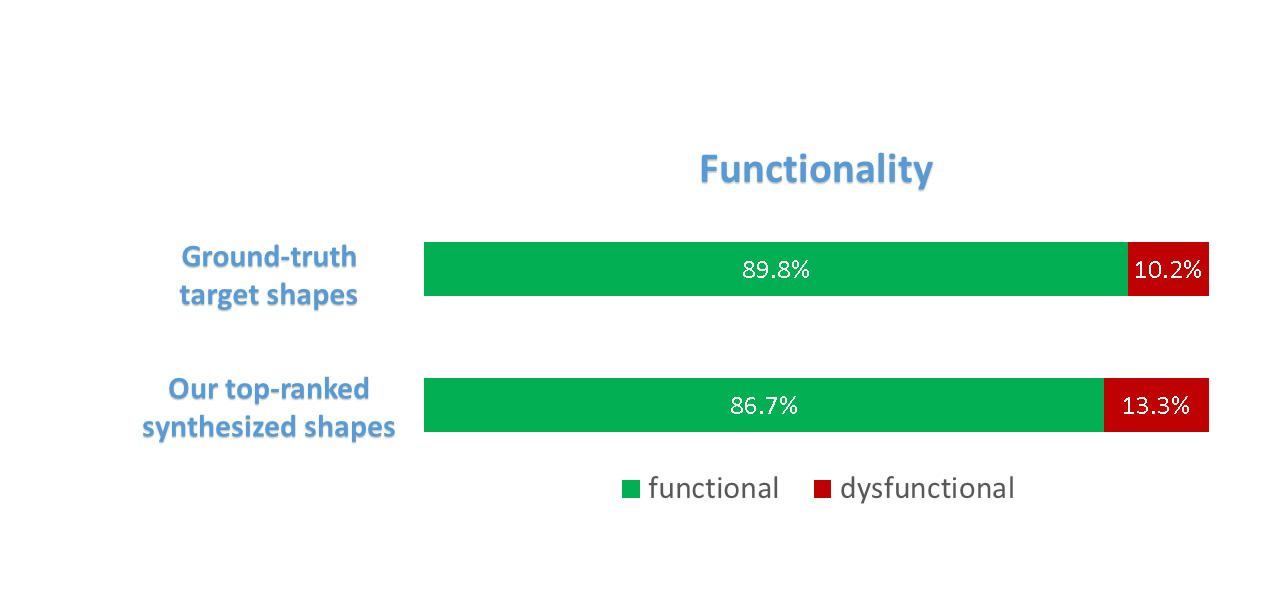 Functionality
Ground-truth
target shapes
89.8%
10.2%
Our top-ranked
synthesized shapes
86.7%
13.3%
functional
dysfunctional